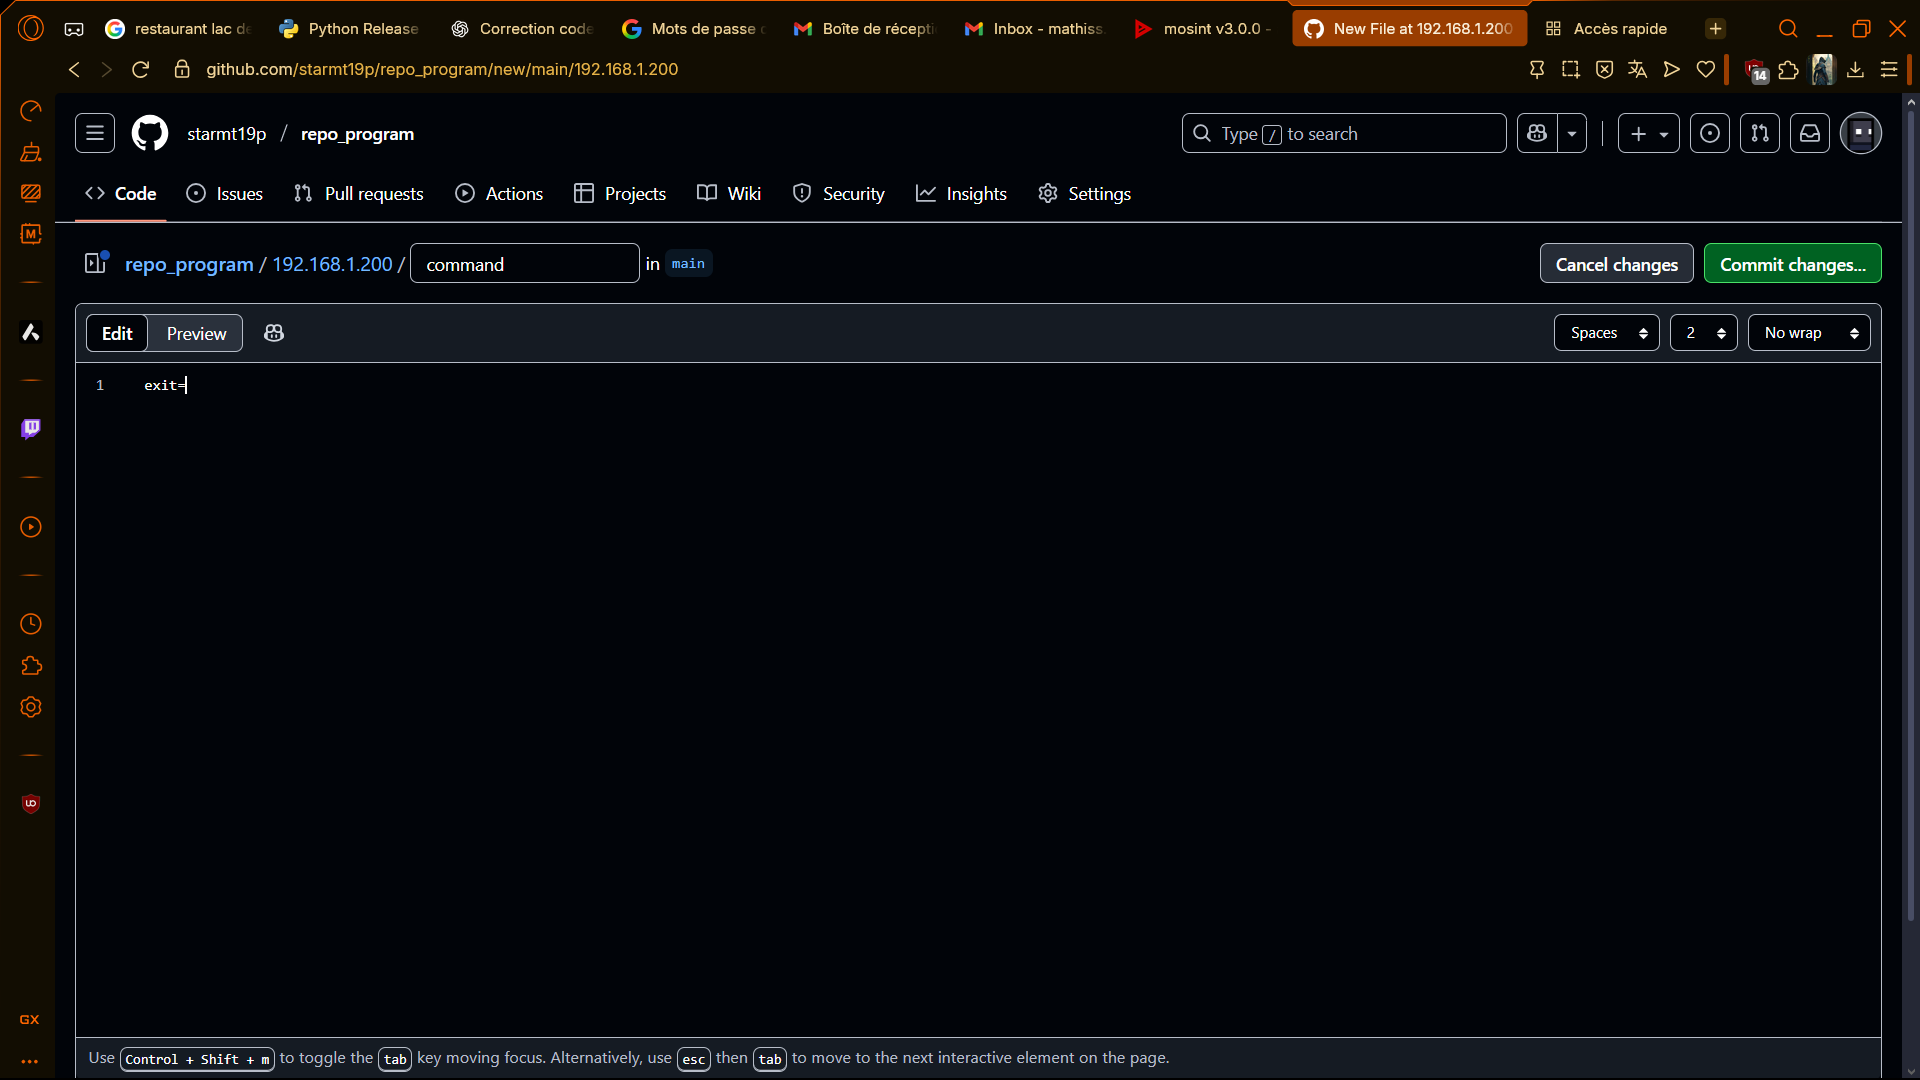 restaurant lac de
Python Release
Correction code
Mots de passe
Boîte de récepti
Inbox - mathiss.
mosint v3.0.0 -
New File at 192.168.1.200
Accès rapide
github.com/starmt19p/repo_program/new/main/192.168.1.200
14
starmt19p / repo_program
Type / to search
Code
Issues
Pull requests
Actions
Projects
Wiki
Security
Insights
Settings
repo_program / 192.168.1.200 / command in main
Cancel changes
Commit changes...
Edit
Preview
Spaces
2
No wrap
1 exit=
M
GX
Use Control + Shift + m to toggle the tab key moving focus. Alternatively, use esc then tab to move to the next interactive element on the page.